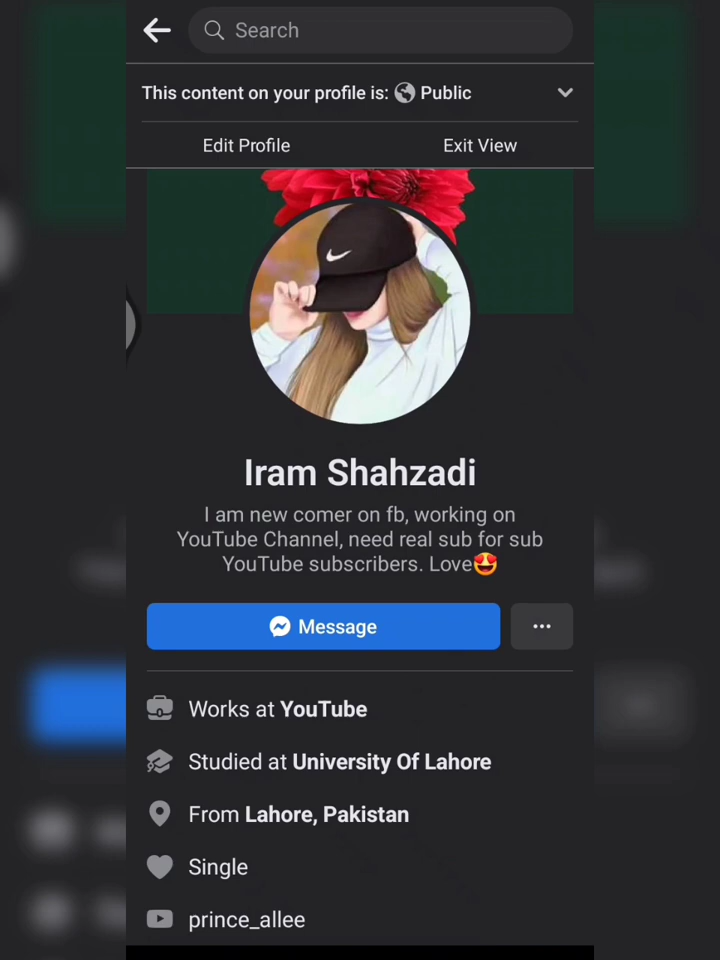 Search
This content on your profile is: Public
Edit Profile
Exit View
Iram Shahzadi
I am new comer on fb, working on
YouTube Channel, need real sub for sub
YouTube subscribers. Love😍
Message
Works at YouTube
Studied at University Of Lahore
From Lahore, Pakistan
Single
prince_allee